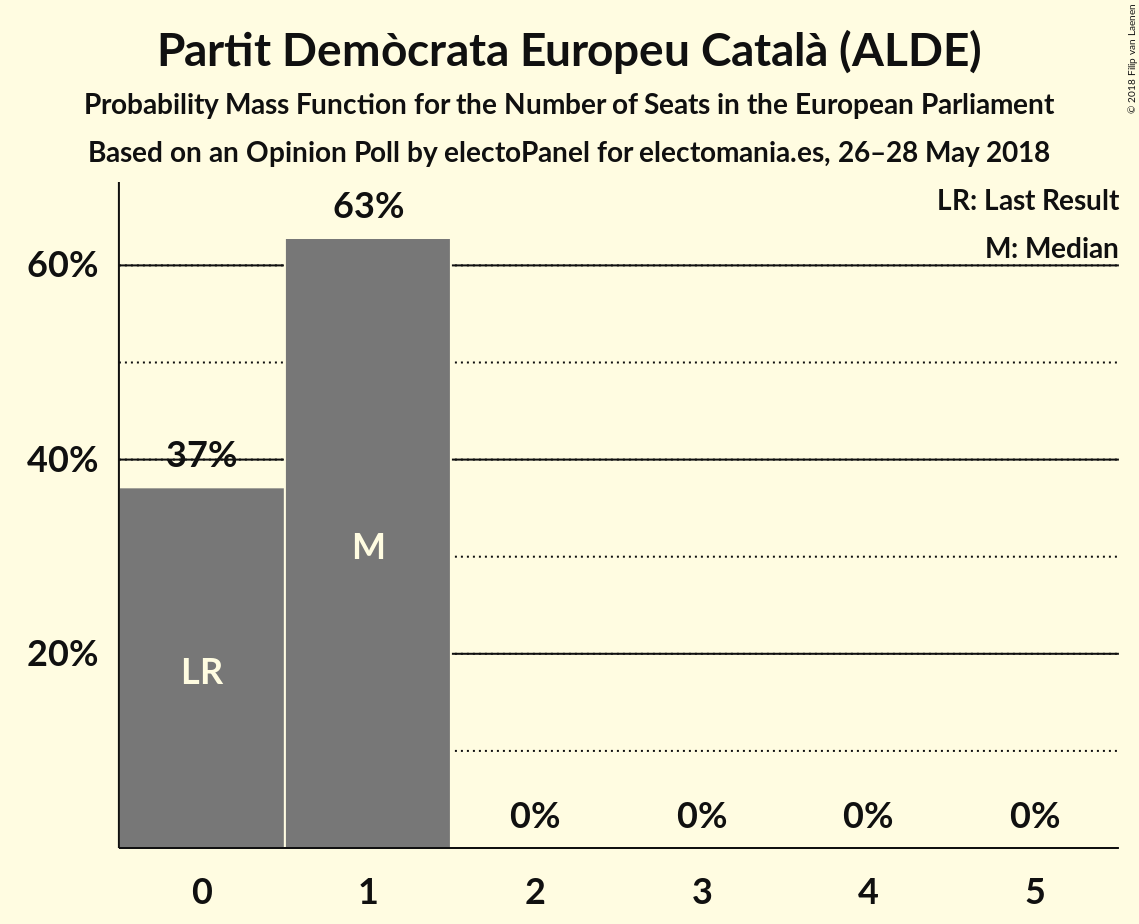 Partit Demòcrata Europeu Català (ALDE)
Probability Mass Function for the Number of Seats in the European Parliament
Based on an Opinion Poll by electoPanel for electomania.es, 26–28 May 2018
© 2018 Filip van Laenen
LR: Last Result
M: Median
63%
60%
37%
40%
M
20%
LR
0% 0% 0% 0%
0 1 2 3 4 5